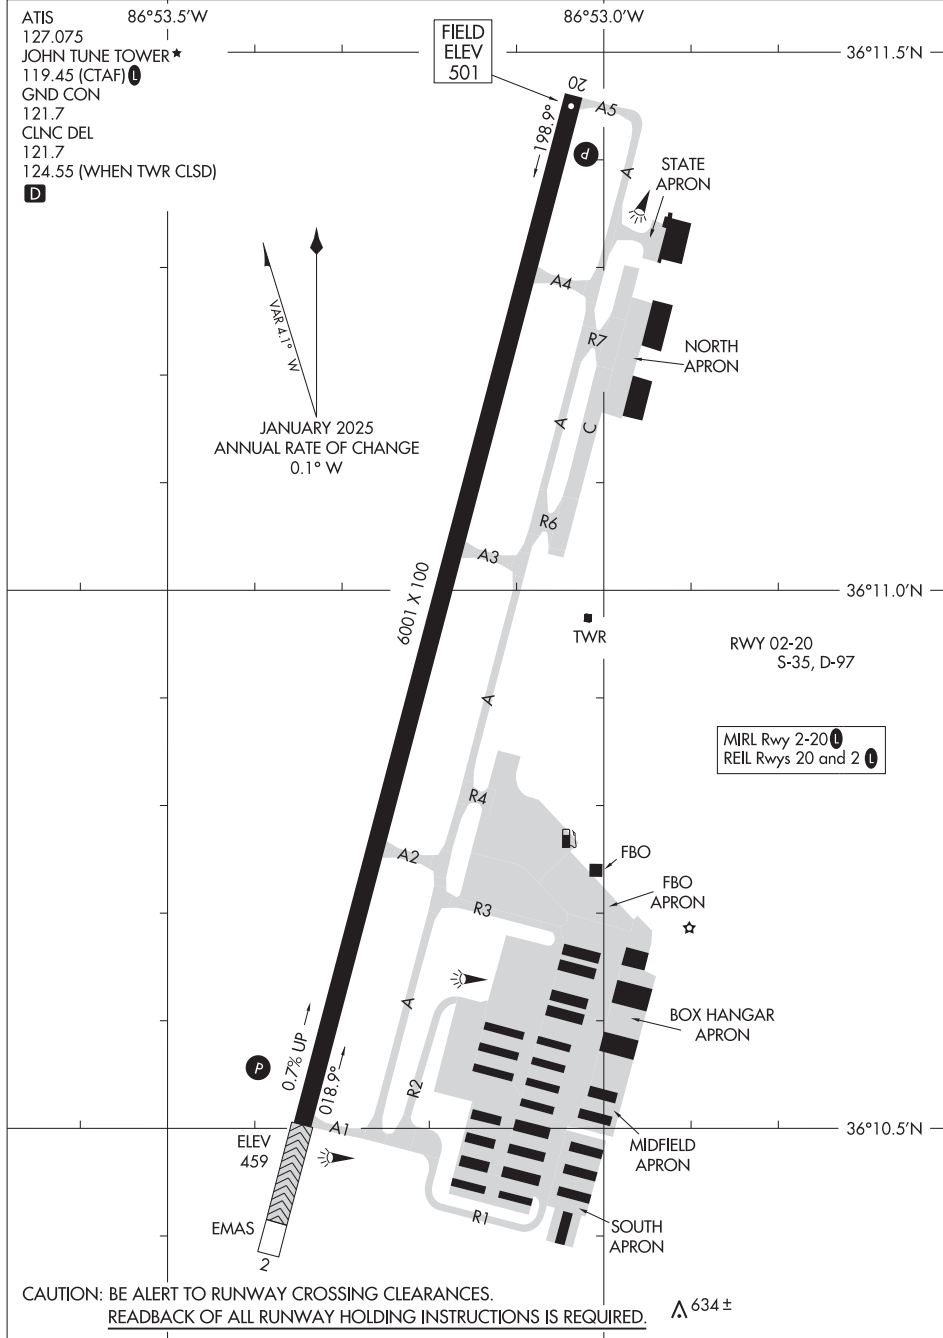 ATIS
127.075
JOHN TUNE TOWER★
119.45 (CTAF) L
GND CON
121.7
CLNC DEL
121.7
124.55 (WHEN TWR CLSD)
D
86°53.5'W
86°53.0'W
FIELD
ELEV
501
36°11.5'N
20
A5
198.9°
P
A
STATE
APRON
A4
VAR 4.1° W
R7
NORTH
APRON
JANUARY 2025
ANNUAL RATE OF CHANGE
0.1° W
A
C
R6
A3
6001 X 100
36°11.0'N
TWR
RWY 02-20
S-35, D-97
A
MIRL Rwy 2-20 L
REIL Rwys 20 and 2 L
R4
A2
FBO
FBO
APRON
R3
A
BOX HANGAR
APRON
0.7% UP
P
018.9°
R2
A1
36°10.5'N
ELEV
459
MIDFIELD
APRON
EMAS
R1
SOUTH
APRON
2
CAUTION: BE ALERT TO RUNWAY CROSSING CLEARANCES.
READBACK OF ALL RUNWAY HOLDING INSTRUCTIONS IS REQUIRED.
634 ±